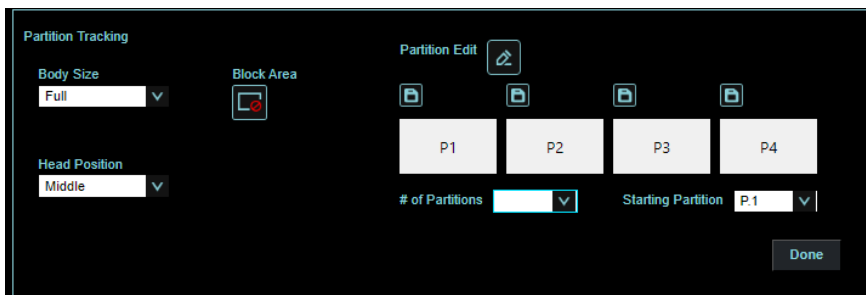 Partition Tracking
Body Size
Full
Block Area
Head Position
Middle
Partition Edit
P1 P2 P3 P4
# of Partitions
Starting Partition P.1
Done